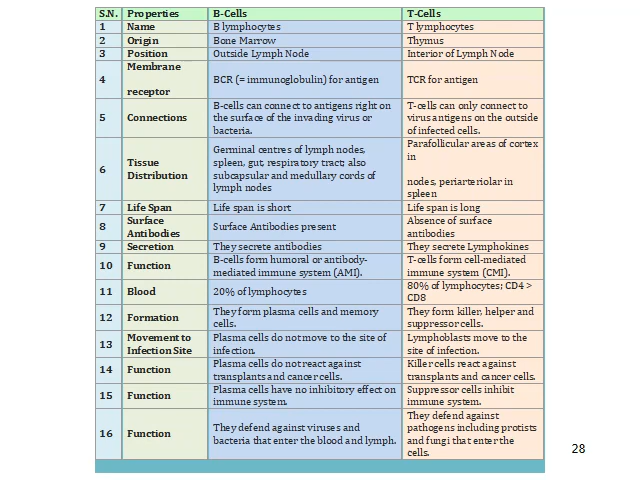 S.N. Properties B-Cells T-Cells
1 Name B lymphocytes T lymphocytes
2 Origin Bone Marrow Thymus
3 Position Outside Lymph Node Interior of Lymph Node
4 Membrane
receptor
BCR (= immunoglobulin) for antigen TCR for antigen
5 Connections
B-cells can connect to antigens right on
the surface of the invading virus or
bacteria.
T-cells can only connect to
virus antigens on the outside
of infected cells.
6 Tissue
Distribution
Germinal centres of lymph nodes,
spleen, gut, respiratory tract; also
subcapsular and medullary cords of
lymph nodes
Parafollicular areas of cortex
in
nodes, periarteriolar in
spleen
7 Life Span Life span is short Life span is long
8 Surface
Antibodies
Surface Antibodies present
Absence of surface
antibodies
9 Secretion They secrete antibodies They secrete Lymphokines
10 Function
B-cells form humoral or antibody-
mediated immune system (AMI).
T-cells form cell-mediated
immune system (CMI).
11 Blood 20% of lymphocytes
80% of lymphocytes; CD4 >
CD8
12 Formation
They form plasma cells and memory
cells.
They form killer, helper and
suppressor cells.
13 Movement to
Infection Site
Plasma cells do not move to the site of
infection.
Lymphoblasts move to the
site of infection.
14 Function
Plasma cells do not react against
transplants and cancer cells.
Killer cells react against
transplants and cancer cells.
15 Function
Plasma cells have no inhibitory effect on
immune system.
Suppressor cells inhibit
immune system.
16 Function
They defend against viruses and
bacteria that enter the blood and lymph.
They defend against
pathogens including protists
and fungi that enter the
cells.
28